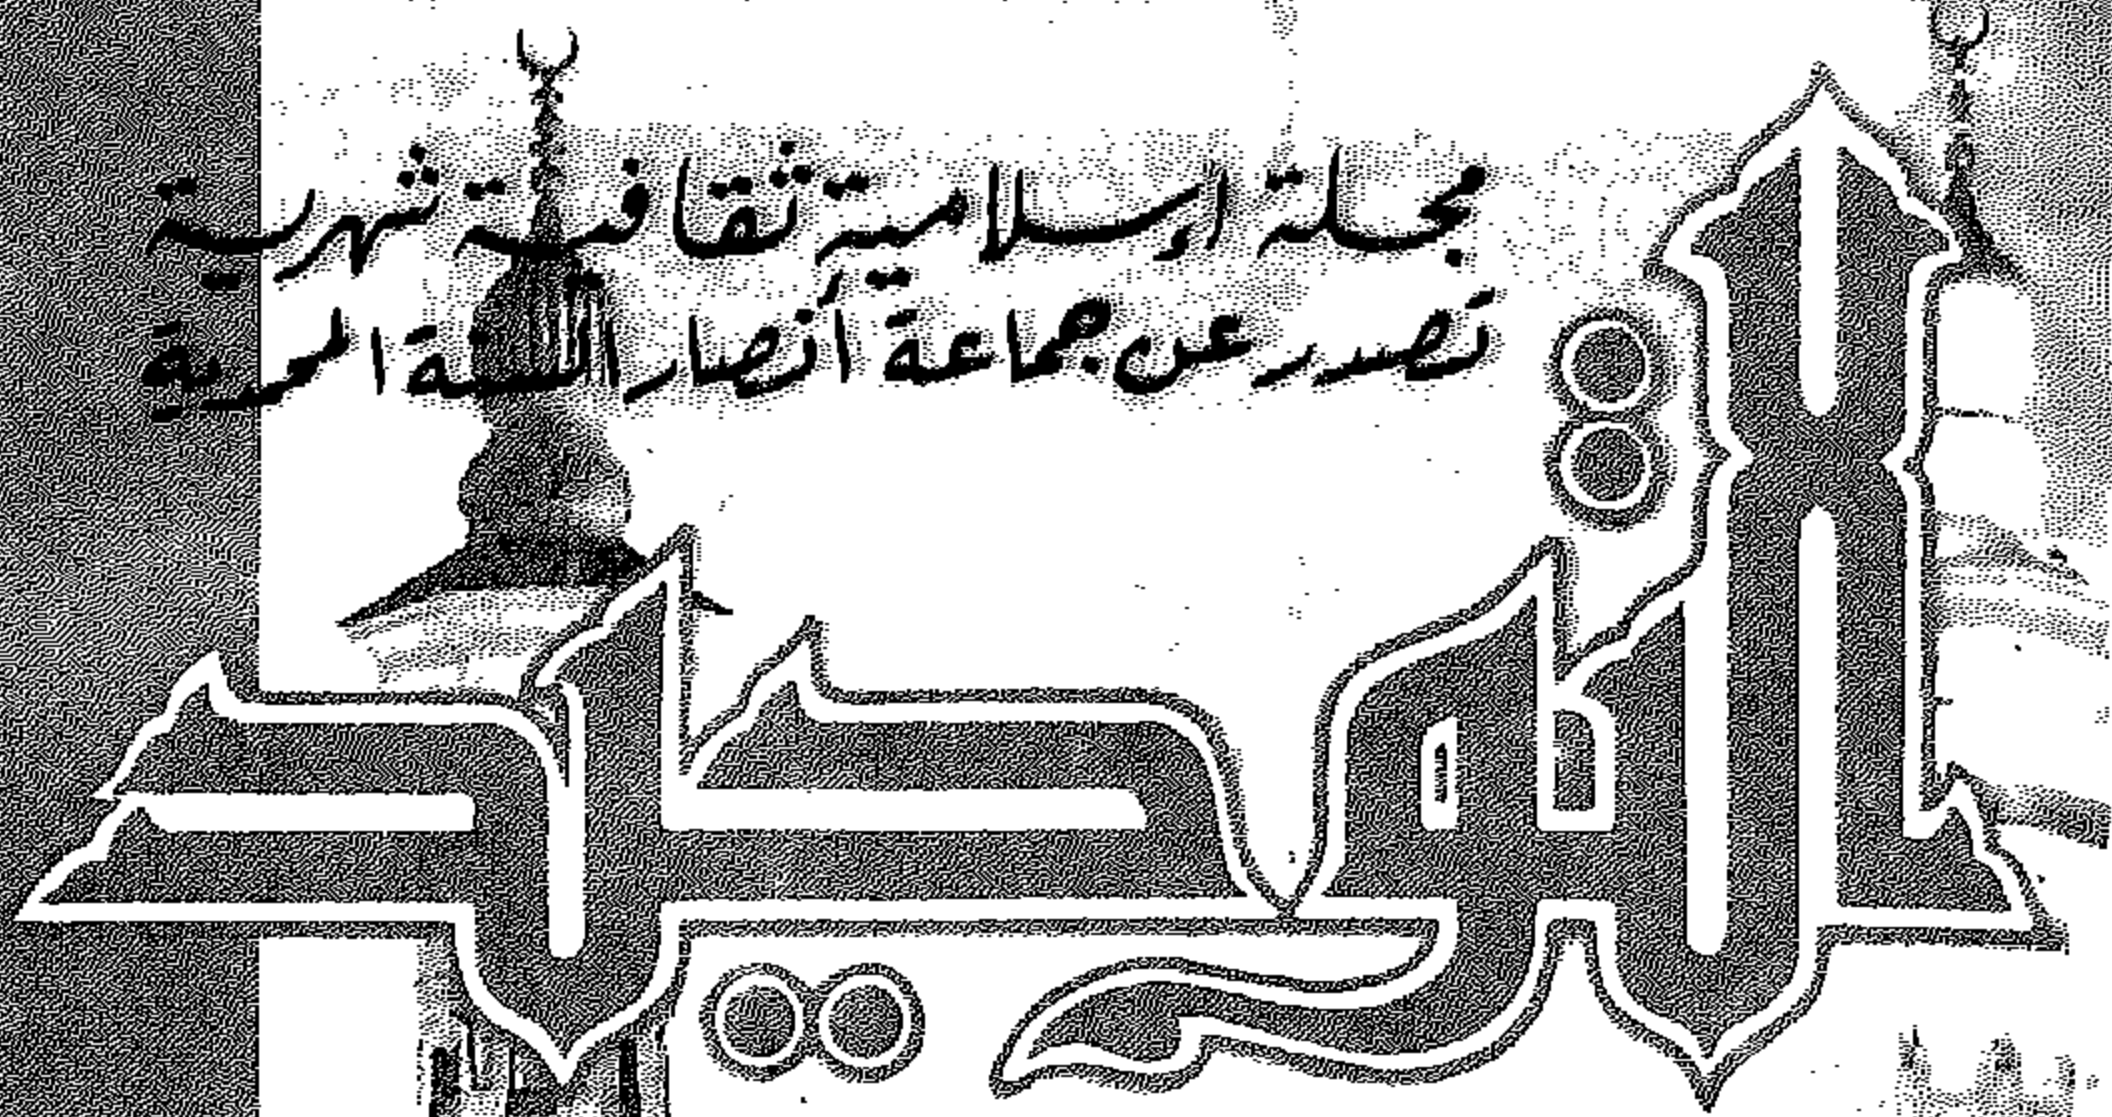 مجلة إسلامية ثقافية شهرية
تصدر عن جماعة أنصار السنة المحمدية
التوحيد